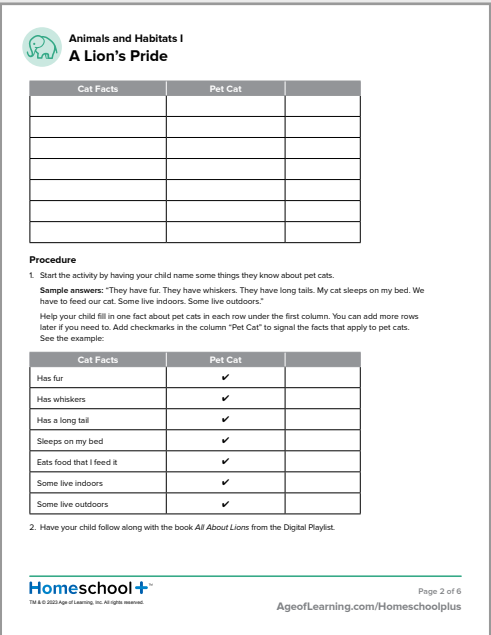 Animals and Habitats I
A Lion's Pride
Cat Facts Pet Cat
Procedure
1. Start the activity by having your child name some things they know about pet cats.
Sample answers: “They have fur. They have whiskers. They have long tails. My cat sleeps on my bed. We
have to feed our cat. Some live indoors. Some live outdoors.”
Help your child fill in one fact about pet cats in each row under the first column. You can add more rows
later if you need to. Add checkmarks in the column “Pet Cat” to signal the facts that apply to pet cats.
See the example:
Cat Facts Pet Cat
Has fur ✔
Has whiskers ✔
Has a long tail ✔
Sleeps on my bed ✔
Eats food that I feed it ✔
Some live indoors ✔
Some live outdoors ✔
2. Have your child follow along with the book All About Lions from the Digital Playlist.
Homeschool+™
TM & © 2023 Age of Learning, Inc. All rights reserved.
Page 2 of 6
AgeofLearning.com/Homeschoolplus